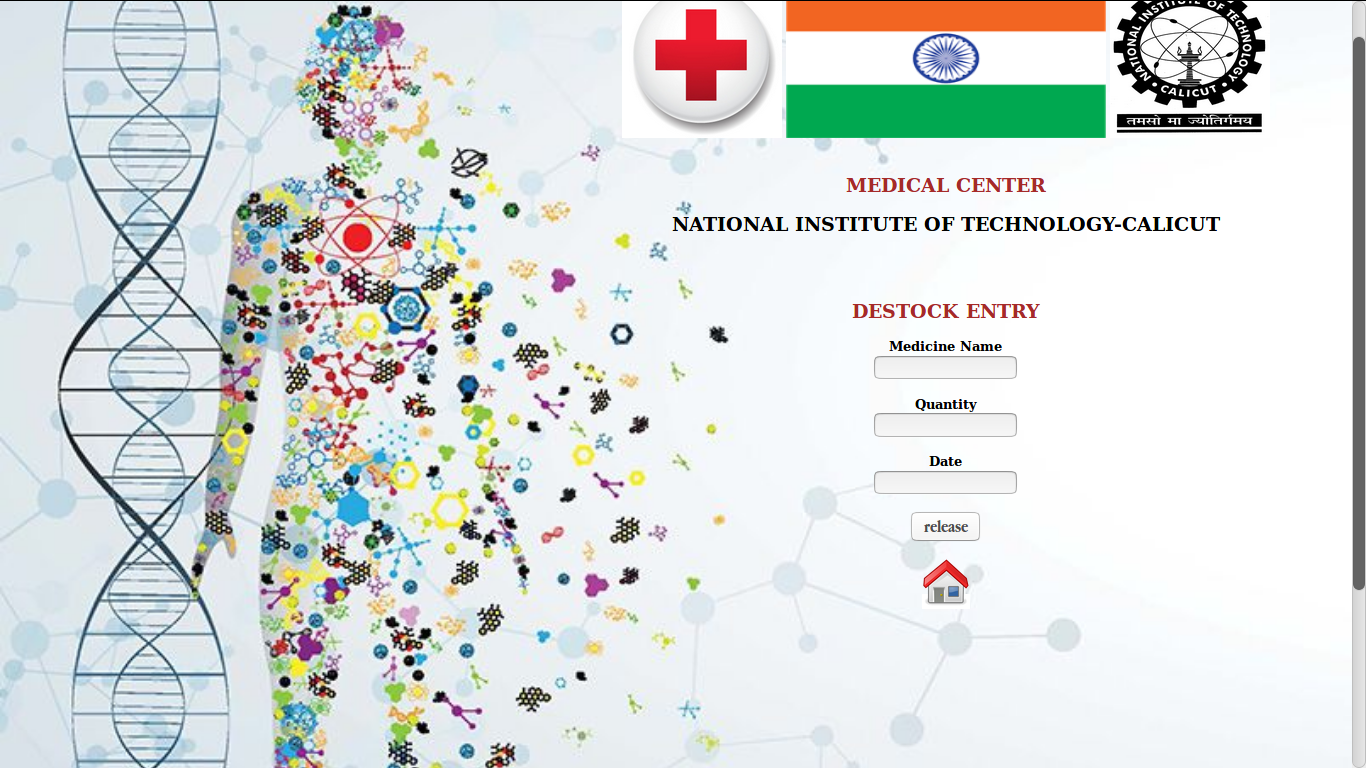 NATIONAL INSTITUTE OF TECHNOLOGY
• CALICUT •
तमसो मा ज्योतिर्गमय
MEDICAL CENTER
NATIONAL INSTITUTE OF TECHNOLOGY-CALICUT
DESTOCK ENTRY
Medicine Name
Quantity
Date
release